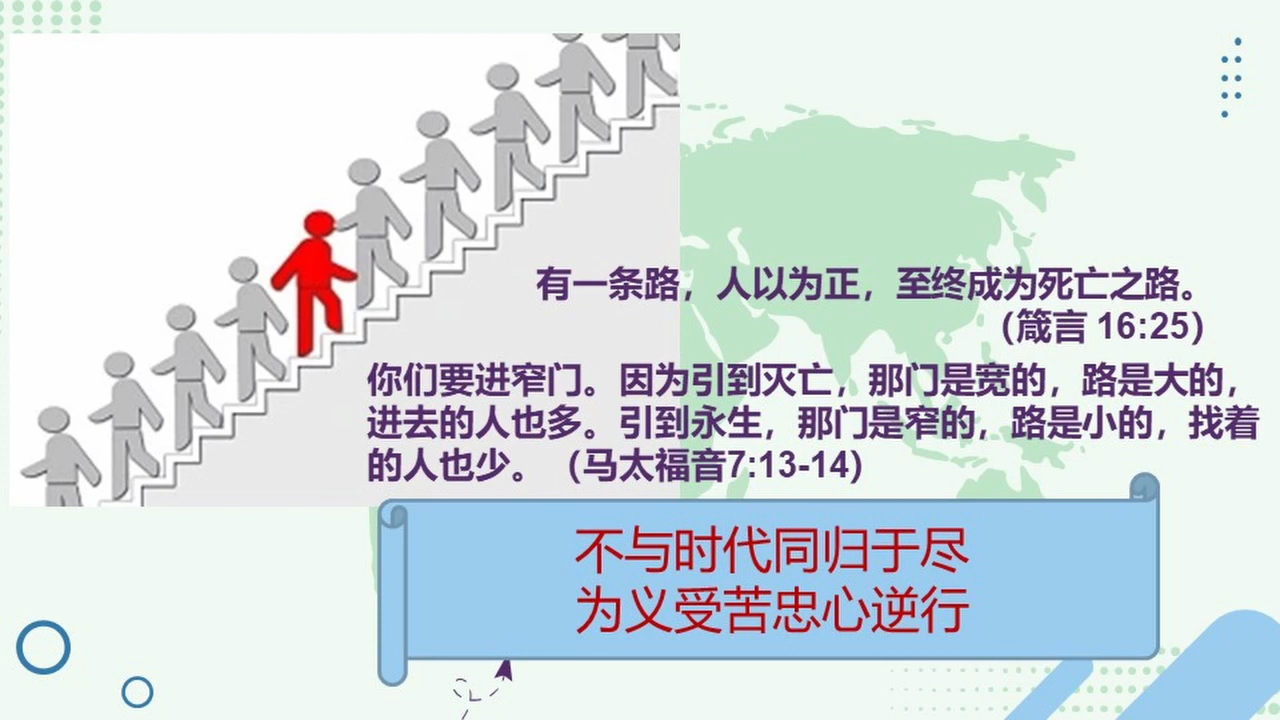 有一条路，人以为正，至终成为死亡之路。
（箴言 16:25）
你们要进窄门。因为引到灭亡，那门是宽的，路是大的，
进去的人也多。引到永生，那门是窄的，路是小的，找着
的人也少。（马太福音7:13-14）
不与时代同归于尽
为义受苦忠心逆行